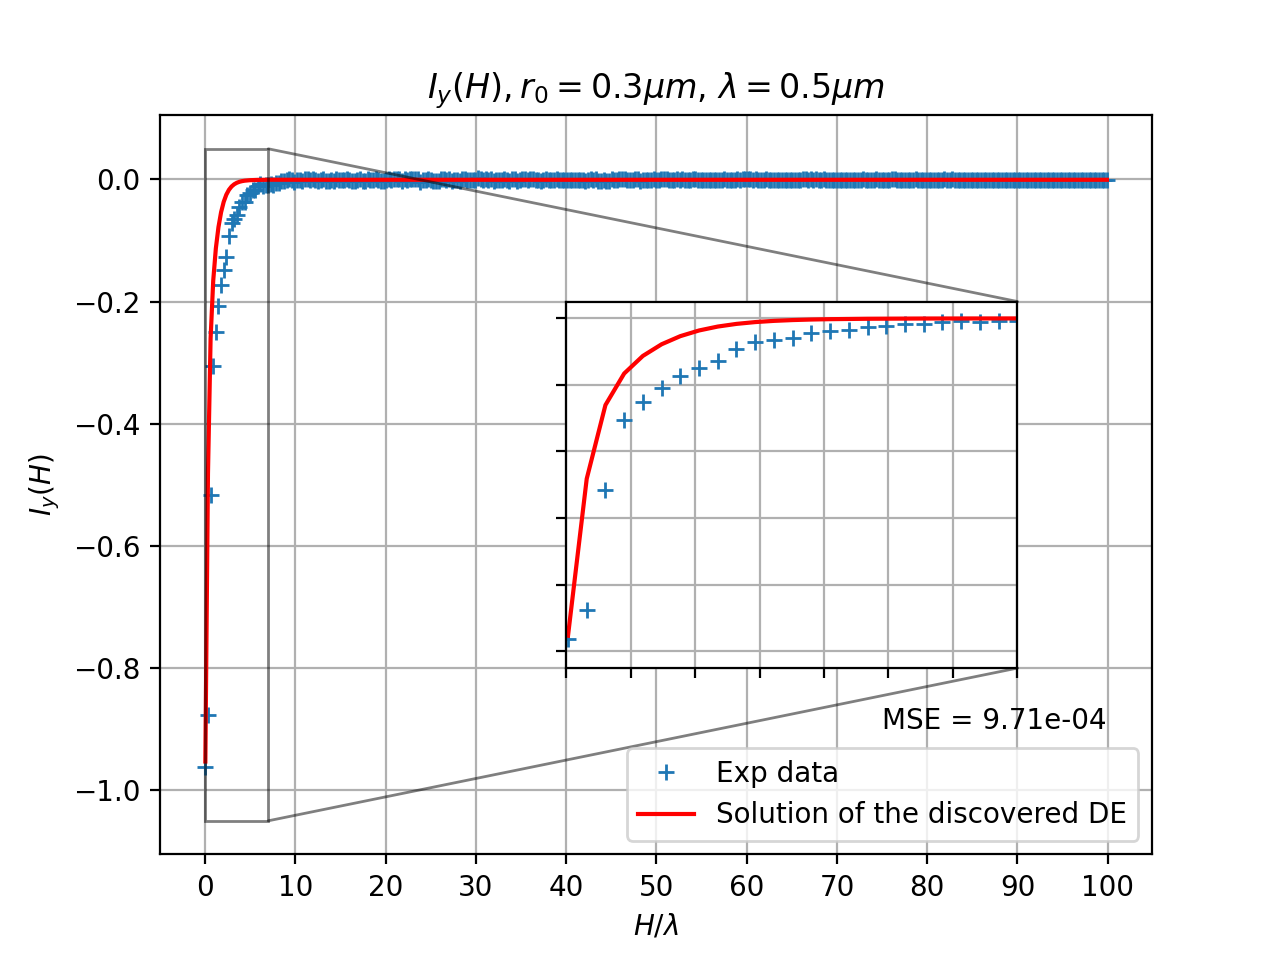 I_y(H), r_0 = 0.3μm, λ = 0.5μm
I_y(H)
0.0
−0.2
−0.4
−0.6
−0.8
−1.0
MSE = 9.71e-04
Exp data
Solution of the discovered DE
0 10 20 30 40 50 60 70 80 90 100
H/λ